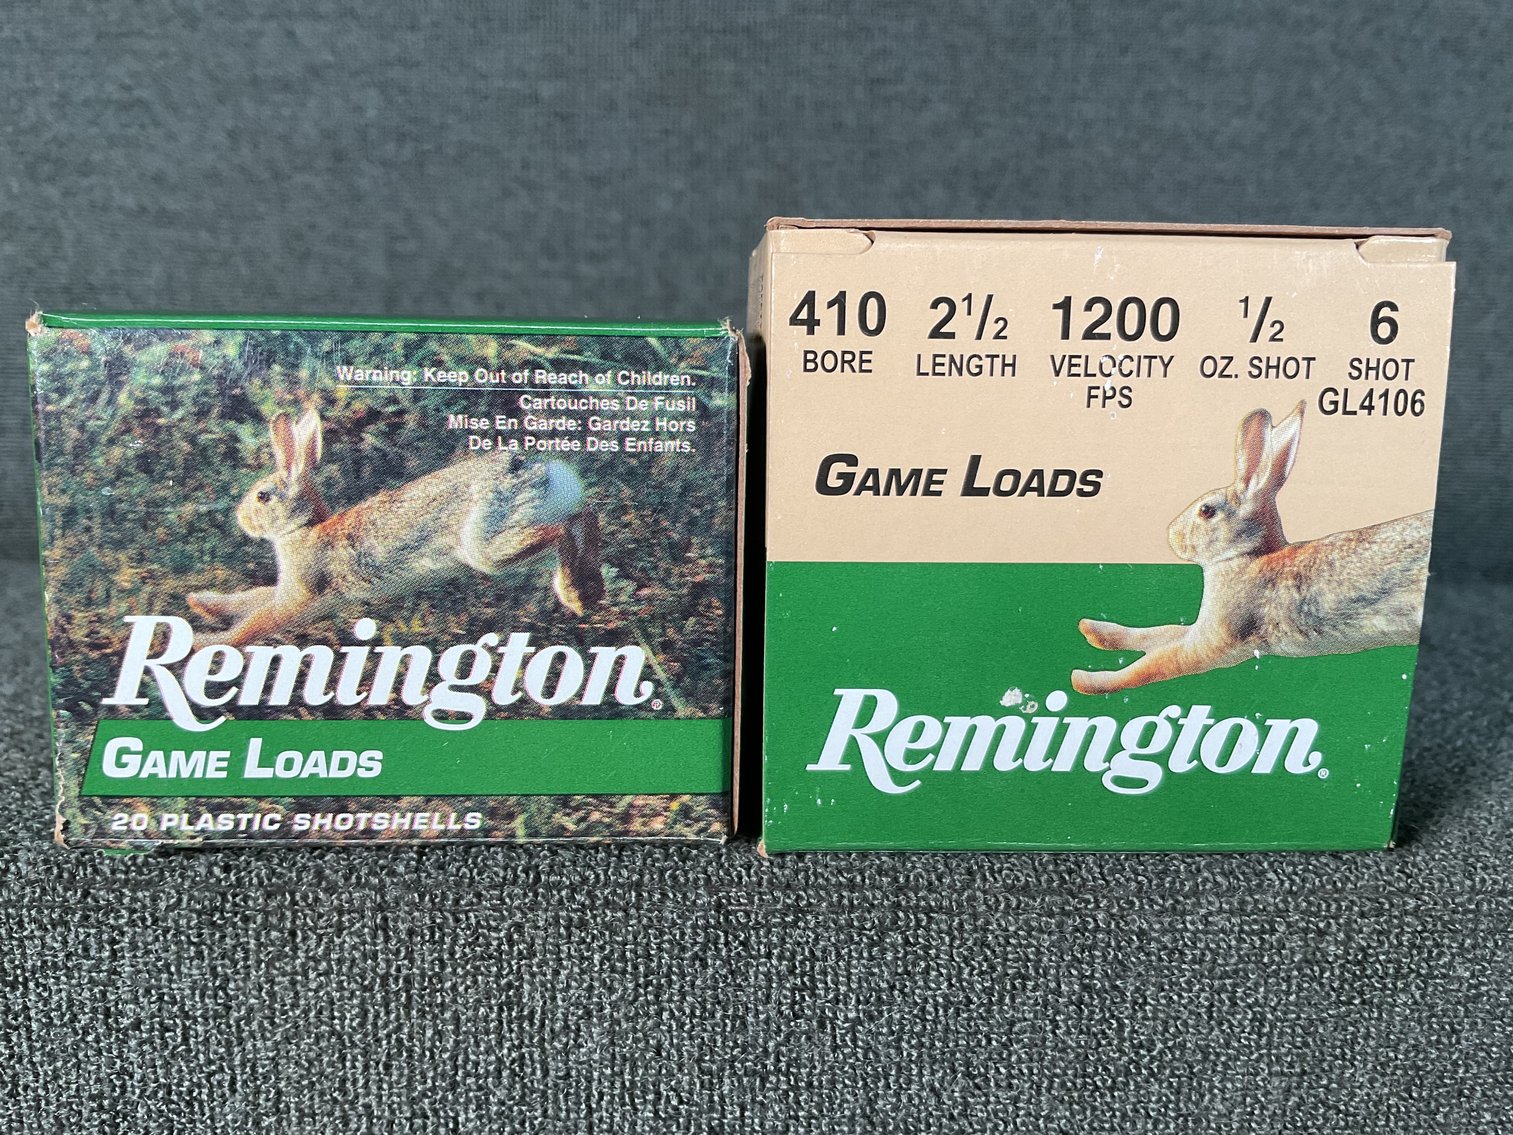 Warning: Keep Out of Reach of Children.
Cartouches De Fusil
Mise En Garde: Gardez Hors
De La Portée Des Enfants.
Remington®
GAME LOADS
20 PLASTIC SHOTSHELLS
410 2 1/2 1200 1/2 6
BORE LENGTH VELOCITY OZ. SHOT SHOT
FPS GL4106
GAME LOADS
Remington®